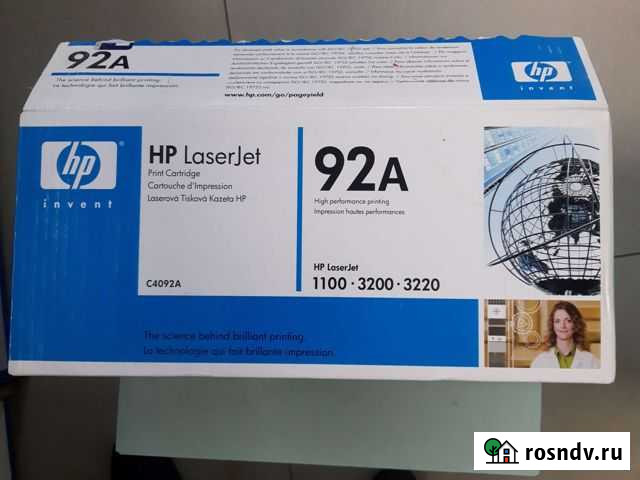 92A
The science behind brilliant printing.
La technologie qui fait brillante impression.
www.hp.com/go/pageyield
hp
invent
hp
invent
HP LaserJet
Print Cartridge
Cartouche d'Impression
Laserová Tisková Kazeta HP
C4092A
92A
High performance printing
Impression hautes performances
HP LaserJet
1100 · 3200 · 3220
The science behind brilliant printing.
La technologie qui fait brillante impression.
rosndv.ru